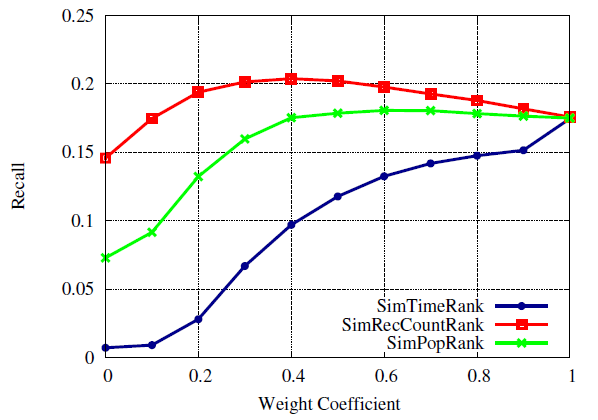 0.25
0.2
0.15
0.1
0.05
0
Recall
0 0.2 0.4 0.6 0.8 1
Weight Coefficient
SimTimeRank
SimRecCountRank
SimPopRank